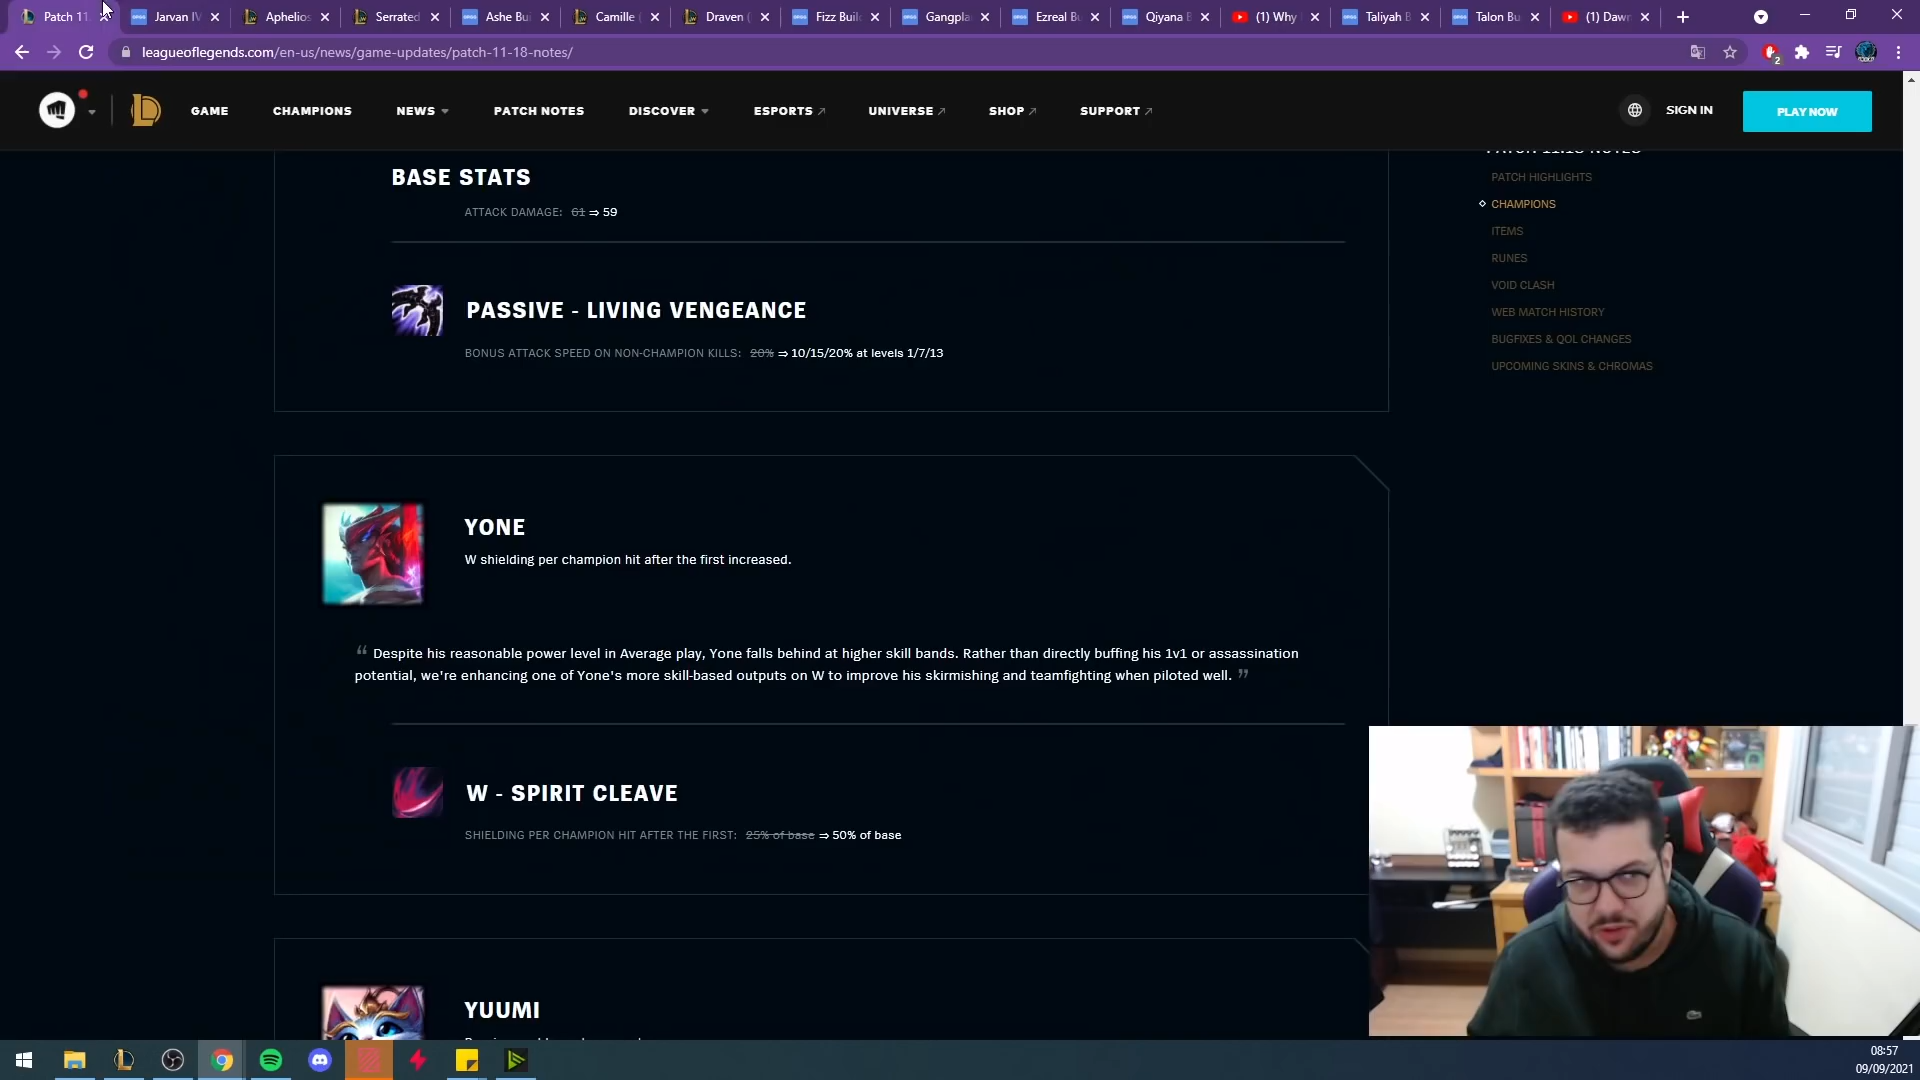 Patch 11.
Jarvan IV
Aphelios
Serrated
Ashe Bui
Camille (
Draven (
Fizz Buil
Gangpla
Ezreal Bu
Qiyana B
(1) Why
Taliyah B
Talon Bu
(1) Dawn
leagueoflegends.com/en-us/news/game-updates/patch-11-18-notes/
2
GAME
CHAMPIONS
NEWS
PATCH NOTES
DISCOVER
ESPORTS
UNIVERSE
SHOP
SUPPORT
SIGN IN
PLAY NOW
BASE STATS
ATTACK DAMAGE: 61 ⇒ 59
PASSIVE - LIVING VENGEANCE
BONUS ATTACK SPEED ON NON-CHAMPION KILLS: 20% ⇒ 10/15/20% at levels 1/7/13
YONE
W shielding per champion hit after the first increased.
“ Despite his reasonable power level in Average play, Yone falls behind at higher skill bands. Rather than directly buffing his 1v1 or assassination
potential, we're enhancing one of Yone's more skill-based outputs on W to improve his skirmishing and teamfighting when piloted well. ”
W - SPIRIT CLEAVE
SHIELDING PER CHAMPION HIT AFTER THE FIRST: 25% of base ⇒ 50% of base
YUUMI
PATCH 11.18 NOTES
PATCH HIGHLIGHTS
CHAMPIONS
ITEMS
RUNES
VOID CLASH
WEB MATCH HISTORY
BUGFIXES & QOL CHANGES
UPCOMING SKINS & CHROMAS
08:57
09/09/2021